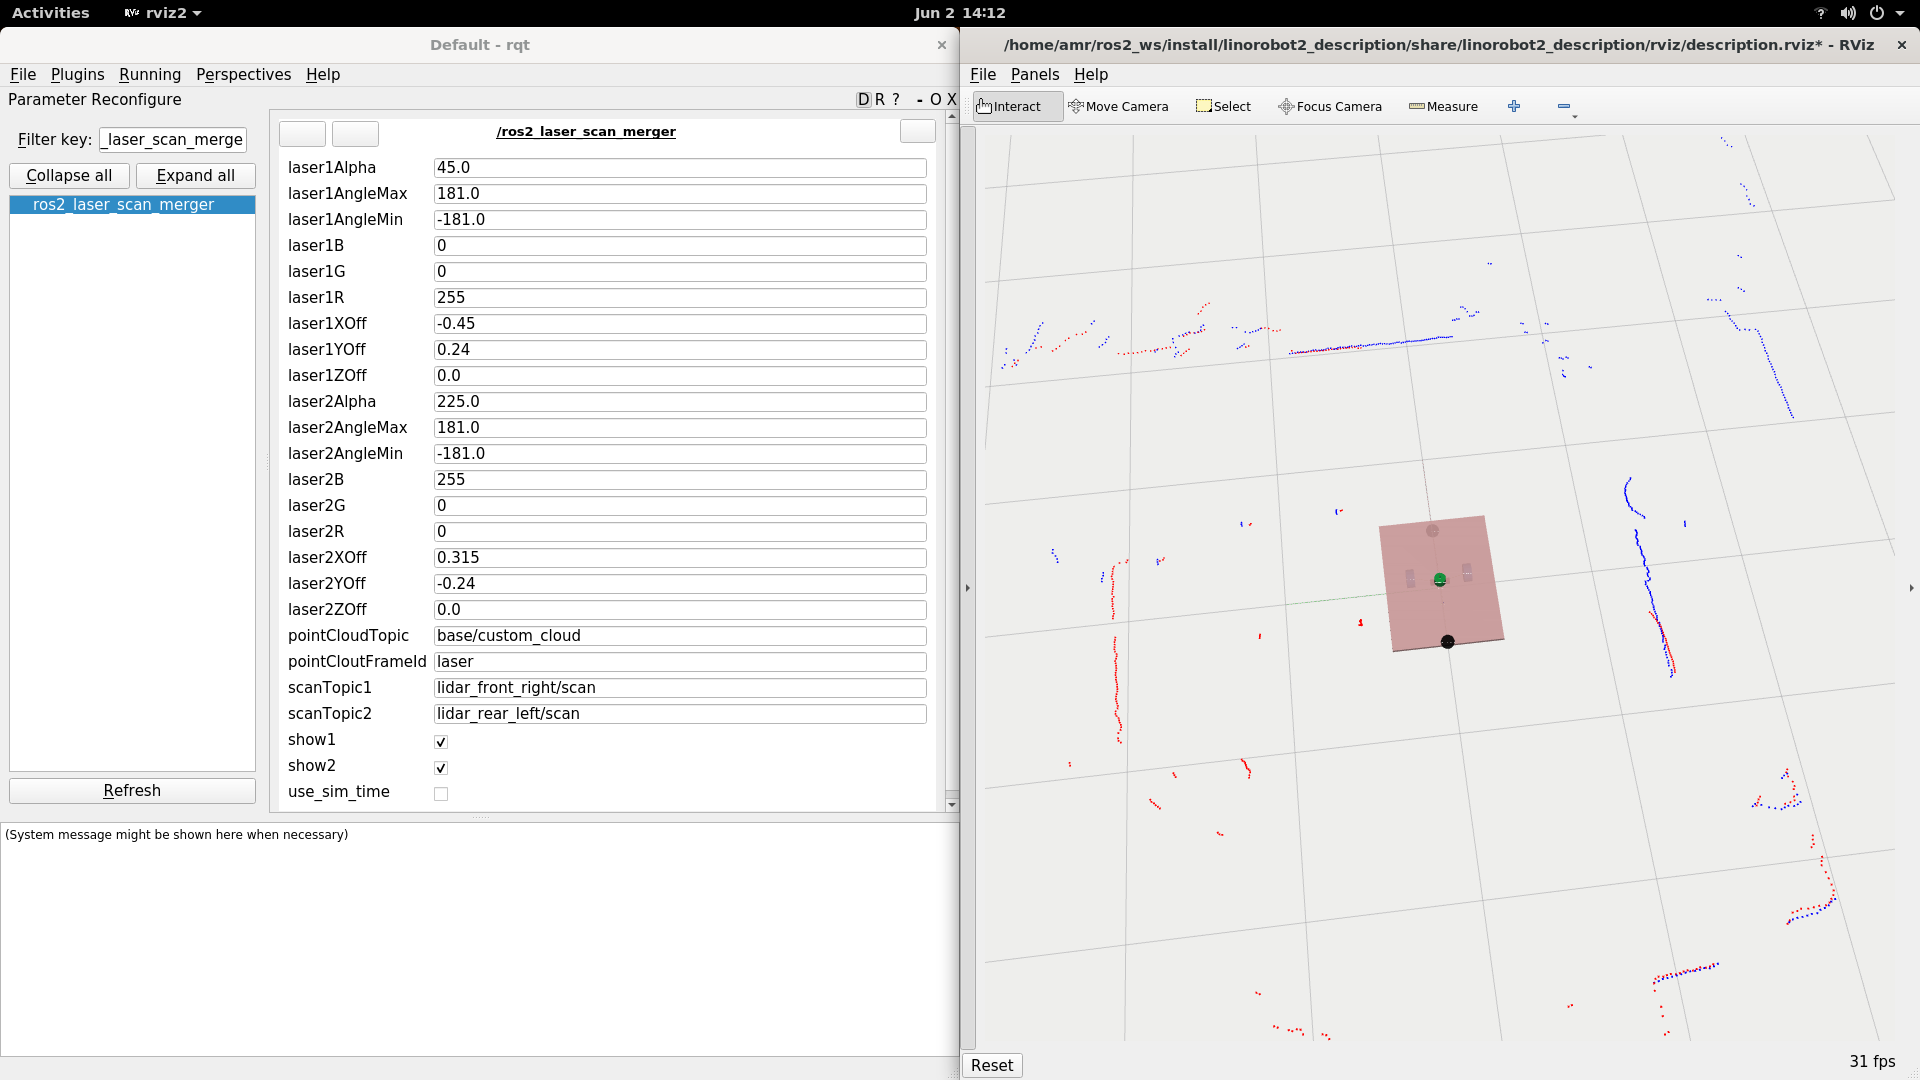 Activities rviz2 Jun 2 14:12
Default - rqt
File Plugins Running Perspectives Help
Parameter Reconfigure D R ? - O X
Filter key: _laser_scan_merge
Collapse all Expand all
ros2_laser_scan_merger
Refresh
/ros2_laser_scan_merger
laser1Alpha 45.0
laser1AngleMax 181.0
laser1AngleMin -181.0
laser1B 0
laser1G 0
laser1R 255
laser1XOff -0.45
laser1YOff 0.24
laser1ZOff 0.0
laser2Alpha 225.0
laser2AngleMax 181.0
laser2AngleMin -181.0
laser2B 255
laser2G 0
laser2R 0
laser2XOff 0.315
laser2YOff -0.24
laser2ZOff 0.0
pointCloudTopic base/custom_cloud
pointCloutFrameId laser
scanTopic1 lidar_front_right/scan
scanTopic2 lidar_rear_left/scan
show1
show2
use_sim_time
(System message might be shown here when necessary)
/home/amr/ros2_ws/install/linorobot2_description/share/linorobot2_description/rviz/description.rviz* - RViz
File Panels Help
Interact Move Camera Select Focus Camera Measure
Reset 31 fps